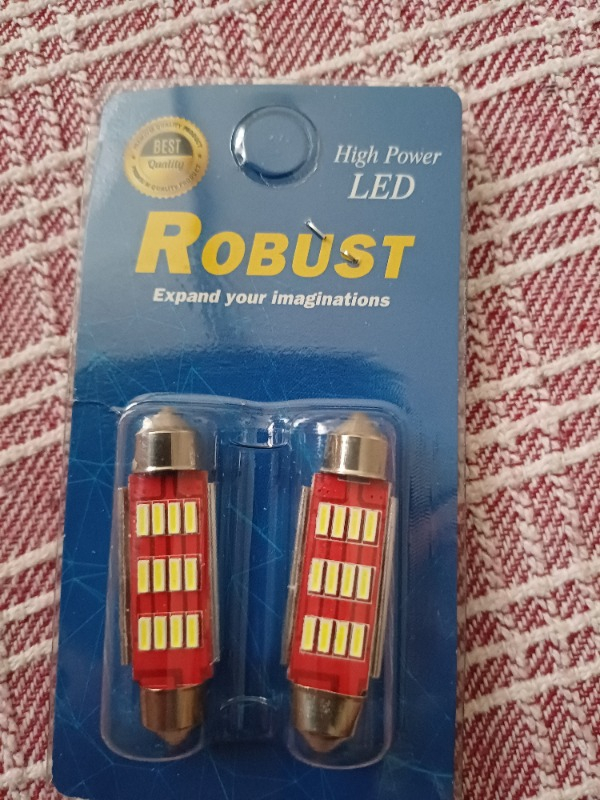 BEST
Quality
High Power
LED
ROBUST
Expand your imaginations